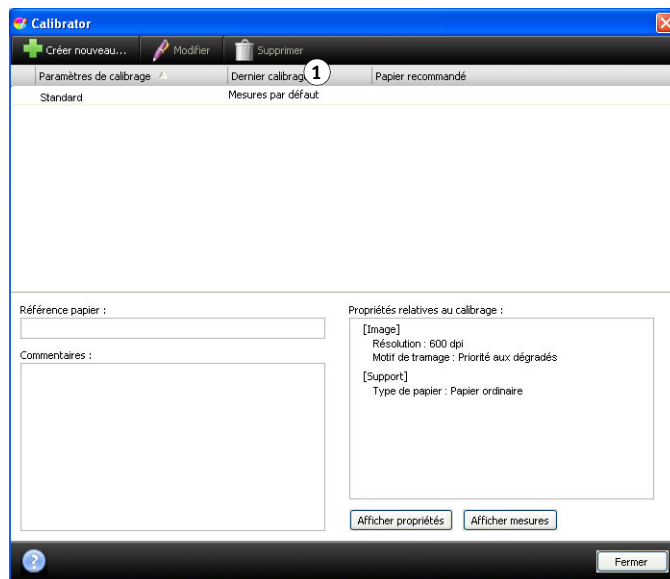 Calibrator
Créer nouveau... Modifier Supprimer
Paramètres de calibrage Dernier calibrage 1 Papier recommandé
Standard Mesures par défaut
Référence papier :
Commentaires :
Propriétés relatives au calibrage :
[Image]
Résolution : 600 dpi
Motif de tramage : Priorité aux dégradés
[Support]
Type de papier : Papier ordinaire
Afficher propriétés Afficher mesures
? Fermer